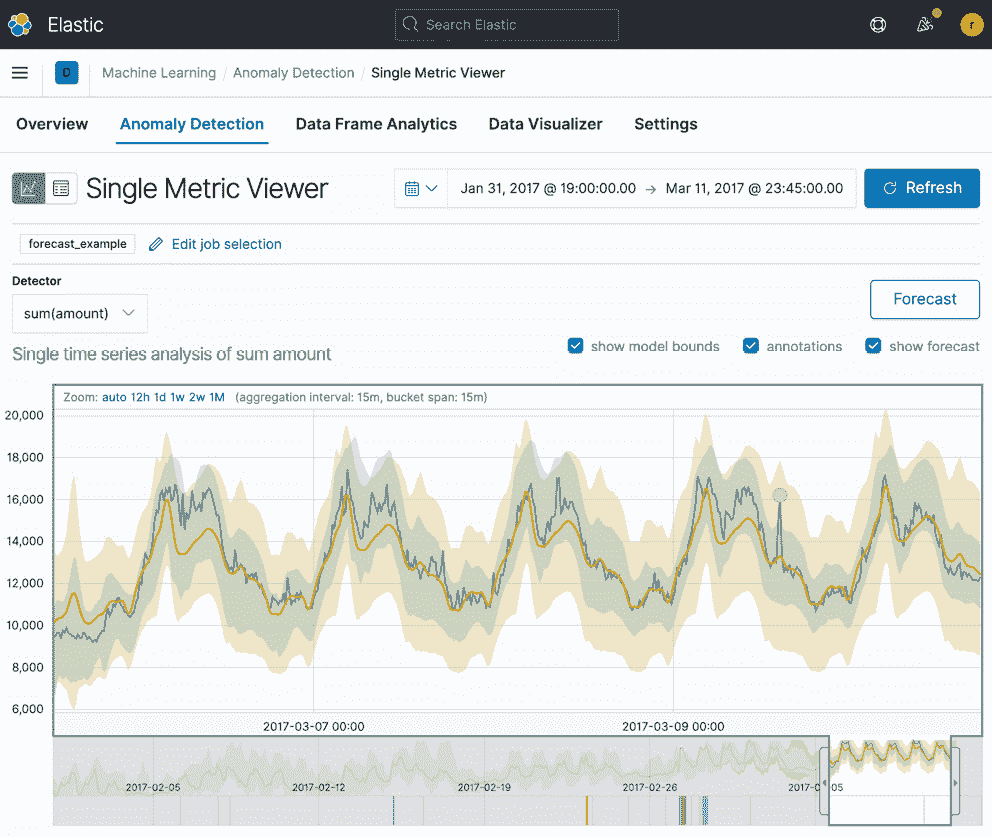 Elastic
Search Elastic
r
D
Machine Learning / Anomaly Detection / Single Metric Viewer
Overview
Anomaly Detection
Data Frame Analytics
Data Visualizer
Settings
Single Metric Viewer
Jan 31, 2017 @ 19:00:00.00 → Mar 11, 2017 @ 23:45:00.00
Refresh
forecast_example
Edit job selection
Detector
sum(amount)
Forecast
Single time series analysis of sum amount
show model bounds
annotations
show forecast
Zoom: auto 12h 1d 1w 2w 1M (aggregation interval: 15m, bucket span: 15m)
20,000
18,000
16,000
14,000
12,000
10,000
8,000
6,000
2017-03-07 00:00
2017-03-09 00:00
2017-02-05
2017-02-12
2017-02-19
2017-02-26